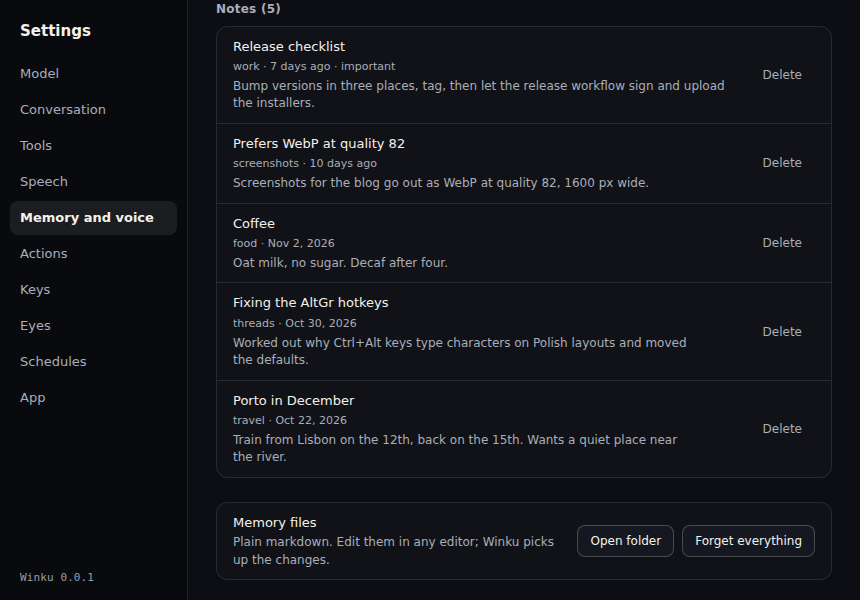 Settings
Model
Conversation
Tools
Speech
Memory and voice
Actions
Keys
Eyes
Schedules
App
Winku 0.0.1
Notes (5)
Release checklist
work · 7 days ago · important
Bump versions in three places, tag, then let the release workflow sign and upload
the installers.
Delete
Prefers WebP at quality 82
screenshots · 10 days ago
Screenshots for the blog go out as WebP at quality 82, 1600 px wide.
Delete
Coffee
food · Nov 2, 2026
Oat milk, no sugar. Decaf after four.
Delete
Fixing the AltGr hotkeys
threads · Oct 30, 2026
Worked out why Ctrl+Alt keys type characters on Polish layouts and moved
the defaults.
Delete
Porto in December
travel · Oct 22, 2026
Train from Lisbon on the 12th, back on the 15th. Wants a quiet place near
the river.
Delete
Memory files
Plain markdown. Edit them in any editor; Winku picks
up the changes.
Open folder
Forget everything